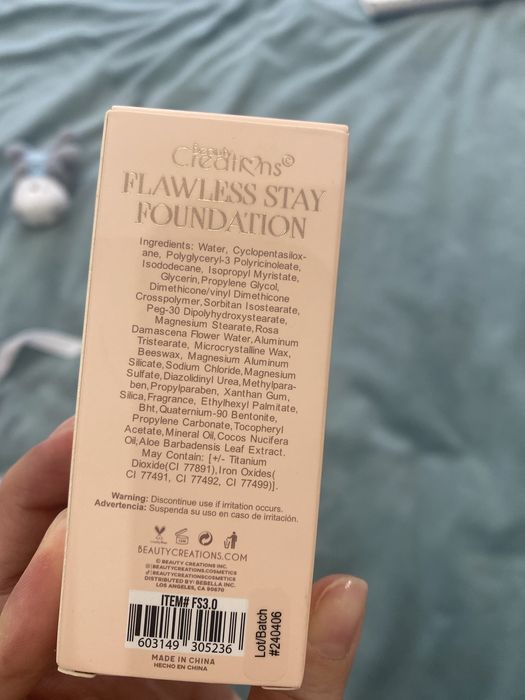 Beauty
Creations©
FLAWLESS STAY
FOUNDATION
Ingredients: Water, Cyclopentasilox-
ane, Polyglyceryl-3 Polyricinoleate,
Isododecane, Isopropyl Myristate,
Glycerin,Propylene Glycol,
Dimethicone/vinyl Dimethicone
Crosspolymer,Sorbitan Isostearate,
Peg-30 Dipolyhydroxystearate,
Magnesium Stearate,Rosa
Damascena Flower Water,Aluminum
Tristearate, Microcrystalline Wax,
Beeswax, Magnesium Aluminum
Silicate,Sodium Chloride,Magnesium
Sulfate,Diazolidinyl Urea,Methylpara-
ben,Propylparaben, Xanthan Gum,
Silica,Fragrance, Ethylhexyl Palmitate,
Bht,Quaternium-90 Bentonite,
Propylene Carbonate,Tocopheryl
Acetate,Mineral Oil,Cocos Nucifera
Oil,Aloe Barbadensis Leaf Extract.
May Contain: [+/- Titanium
Dioxide(CI 77891),Iron Oxides(
CI 77491, CI 77492, CI 77499)].
Warning: Discontinue use if irritation occurs.
Advertencia: Suspenda su uso en caso de irritación.
BEAUTYCREATIONS.COM
© BEAUTY CREATIONS INC.
/BEAUTYCREATIONS.COSMETICS
/BEAUTYCREATIONSCOSMETICS
DISTRIBUTED BY: BEBELLA INC.
LOS ANGELES, CA 90670
ITEM# FS3.0
603149 305236
Lot/Batch
#240406
MADE IN CHINA
HECHO EN CHINA